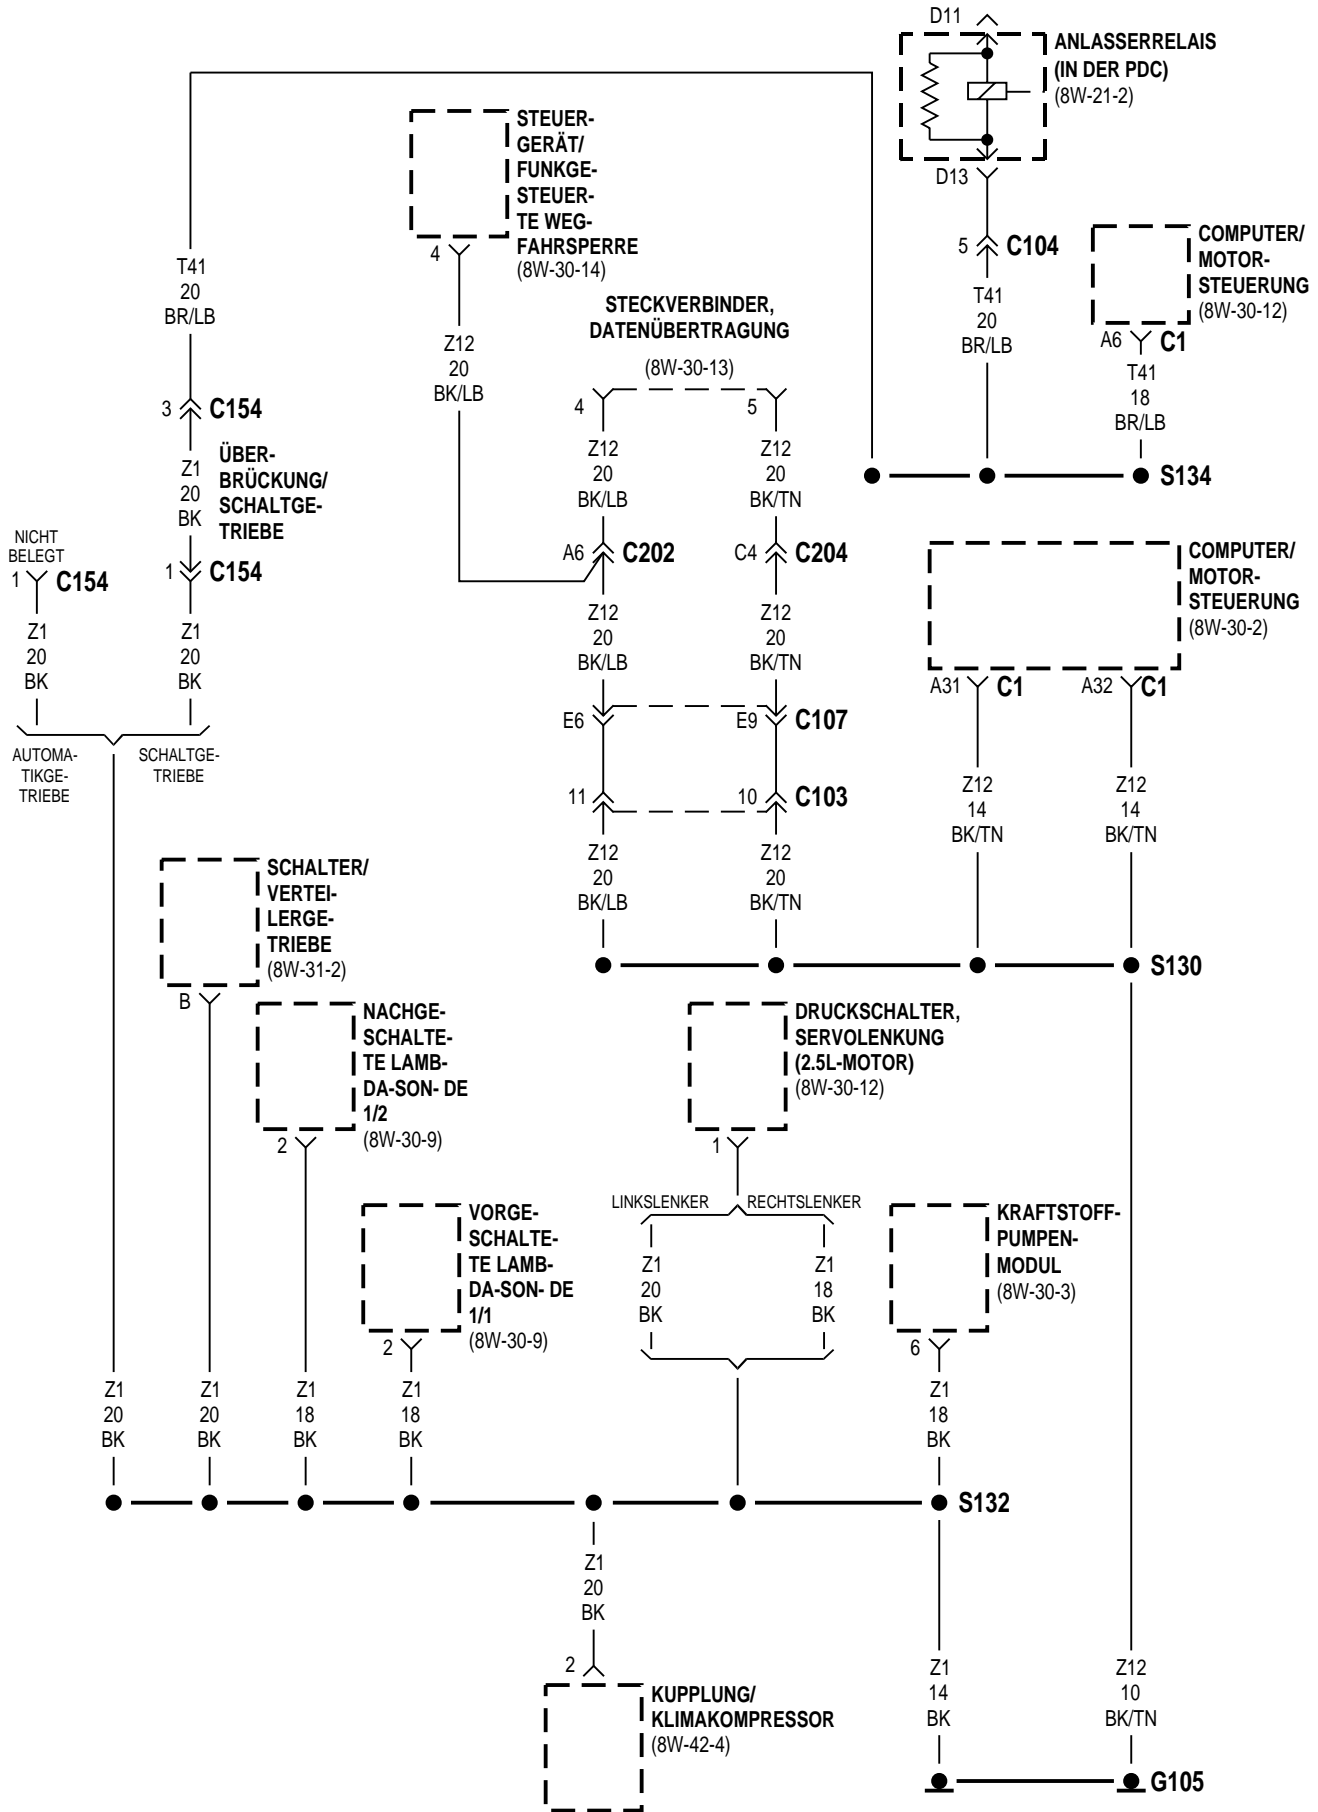 D11
ANLASSERRELAIS
(IN DER PDC)
(8W-21-2)
D13
STEUER-
GERÄT/
FUNKGE-
STEUER-
TE WEG-
FAHRSPERRE
(8W-30-14)
4
5
C104
COMPUTER/
MOTOR-
STEUERUNG
(8W-30-12)
A6
C1
T41
20
BR/LB
T41
20
BR/LB
T41
18
BR/LB
STECKVERBINDER,
DATENÜBERTRAGUNG
(8W-30-13)
Z12
20
BK/LB
4
5
3
C154
ÜBER-
BRÜCKUNG/
SCHALTGE-
TRIEBE
Z1
20
BK
Z12
20
BK/LB
Z12
20
BK/TN
S134
NICHT
BELEGT
1
C154
1
C154
A6
C202
C4
C204
COMPUTER/
MOTOR-
STEUERUNG
(8W-30-2)
Z1
20
BK
Z1
20
BK
Z12
20
BK/LB
Z12
20
BK/TN
A31
C1
A32
C1
E6
E9
C107
AUTOMA-
TIKGE-
TRIEBE
SCHALTGE-
TRIEBE
11
10
C103
Z12
14
BK/TN
Z12
14
BK/TN
SCHALTER/
VERTEI-
LERGE-
TRIEBE
(8W-31-2)
B
Z12
20
BK/LB
Z12
20
BK/TN
S130
NACHGE-
SCHALTE-
TE LAMB-
DA-SON- DE
1/2
(8W-30-9)
2
DRUCKSCHALTER,
SERVOLENKUNG
(2.5L-MOTOR)
(8W-30-12)
1
LINKSLENKER
RECHTSLENKER
VORGE-
SCHALTE-
TE LAMB-
DA-SON- DE
1/1
(8W-30-9)
2
Z1
20
BK
Z1
18
BK
KRAFTSTOFF-
PUMPEN-
MODUL
(8W-30-3)
6
Z1
20
BK
Z1
20
BK
Z1
18
BK
Z1
18
BK
Z1
18
BK
S132
Z1
20
BK
2
KUPPLUNG/
KLIMAKOMPRESSOR
(8W-42-4)
Z1
14
BK
Z12
10
BK/TN
G105